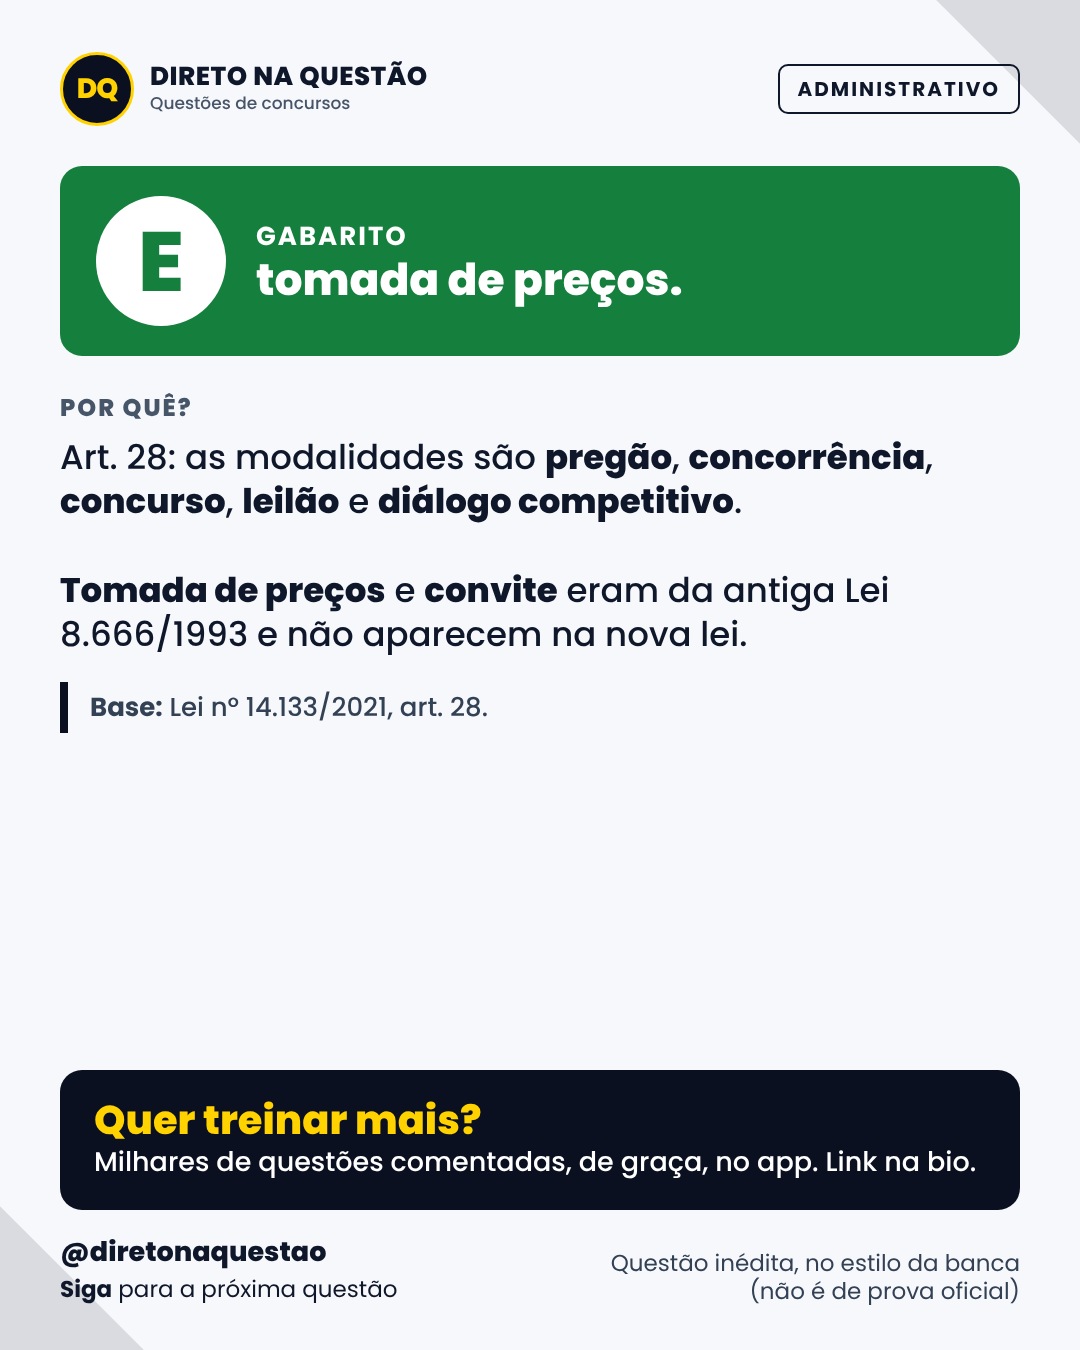 DQ
DIRETO NA QUESTÃO
Questões de concursos
ADMINISTRATIVO
E
GABARITO
tomada de preços.
POR QUÊ?
Art. 28: as modalidades são pregão, concorrência,
concurso, leilão e diálogo competitivo.
Tomada de preços e convite eram da antiga Lei
8.666/1993 e não aparecem na nova lei.
Base: Lei nº 14.133/2021, art. 28.
Quer treinar mais?
Milhares de questões comentadas, de graça, no app. Link na bio.
@diretonaquestao
Siga para a próxima questão
Questão inédita, no estilo da banca
(não é de prova oficial)